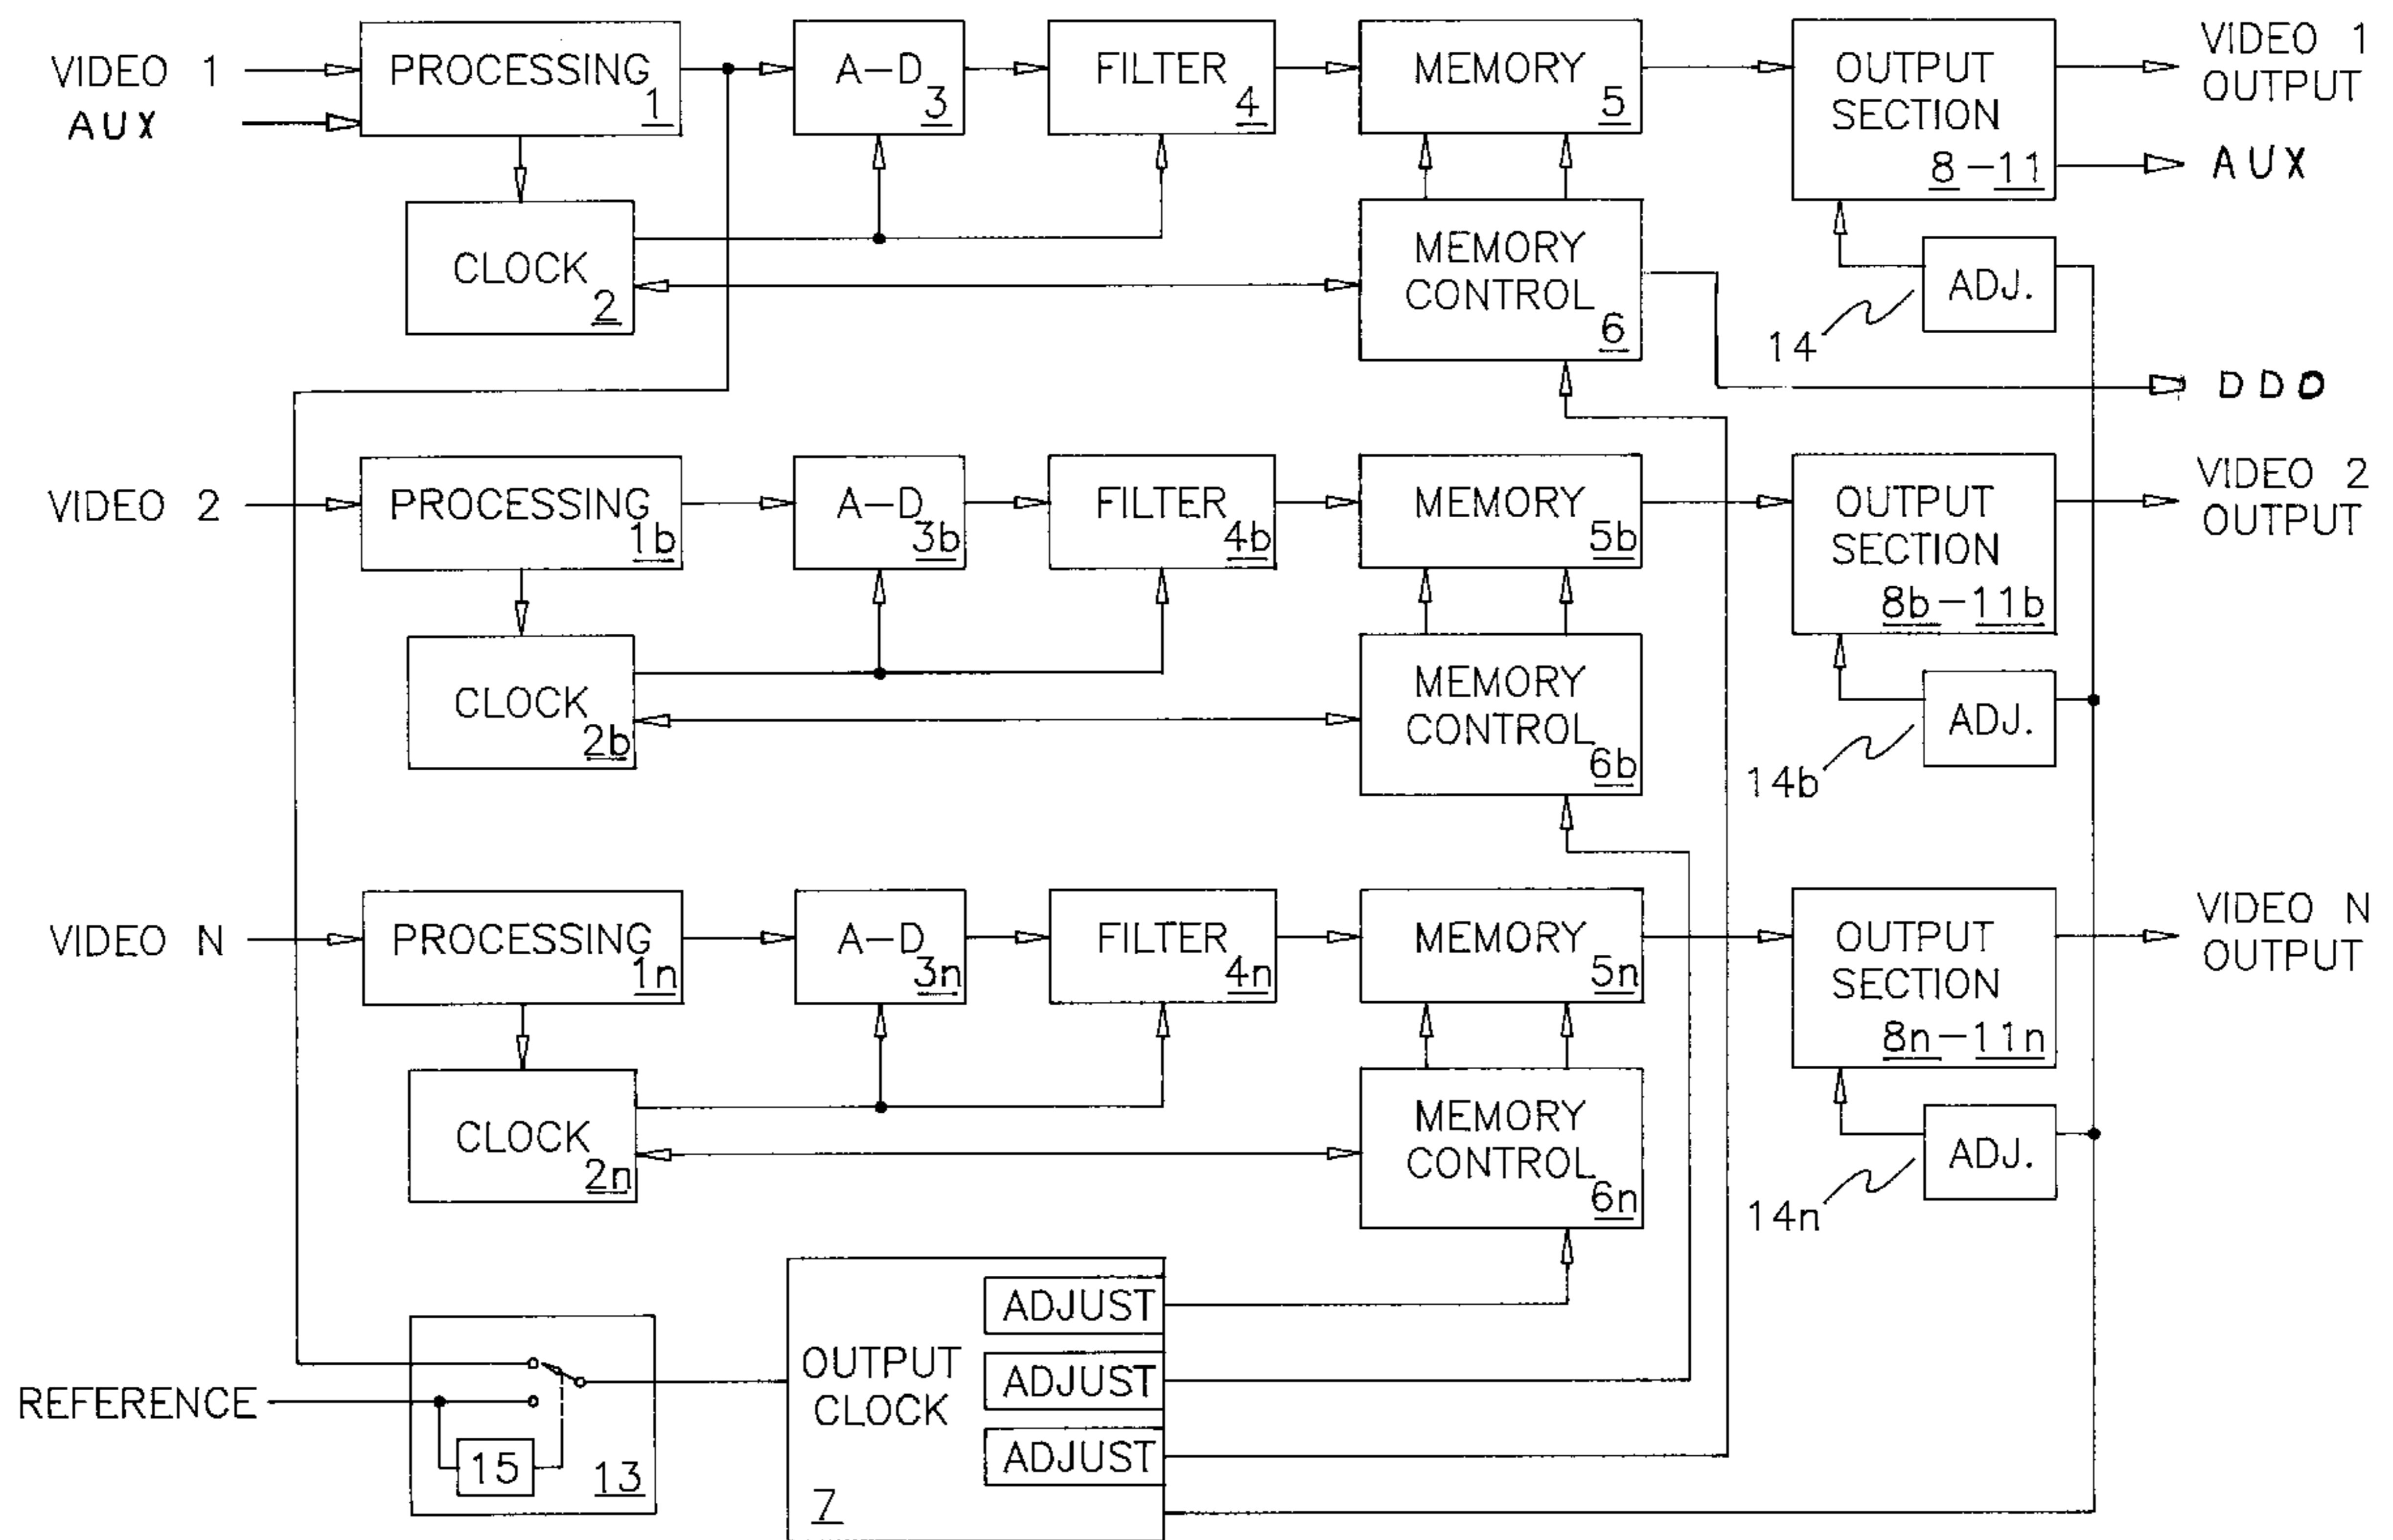 VIDEO 1
AUX
PROCESSING
1
A-D
3
FILTER
4
MEMORY
5
OUTPUT
SECTION
8-11
VIDEO 1
OUTPUT
AUX
CLOCK
2
MEMORY
CONTROL
6
ADJ.
14
DDO
VIDEO 2
PROCESSING
1b
A-D
3b
FILTER
4b
MEMORY
5b
OUTPUT
SECTION
8b-11b
VIDEO 2
OUTPUT
CLOCK
2b
MEMORY
CONTROL
6b
ADJ.
14b
VIDEO N
PROCESSING
1n
A-D
3n
FILTER
4n
MEMORY
5n
OUTPUT
SECTION
8n-11n
VIDEO N
OUTPUT
CLOCK
2n
MEMORY
CONTROL
6n
ADJ.
14n
REFERENCE
15
13
OUTPUT
CLOCK
7
ADJUST
ADJUST
ADJUST